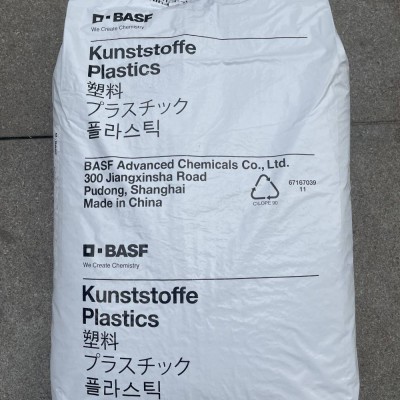 BASF
We Create Chemistry
Kunststoffe
Plastics
塑料
プラスチック
플라스틱
BASF Advanced Chemicals Co., Ltd.
300 Jiangxinsha Road
Pudong, Shanghai
Made in China
67167039
11
BASF
We Create Chemistry
Kunststoffe
Plastics
塑料
プラスチック
플라스틱